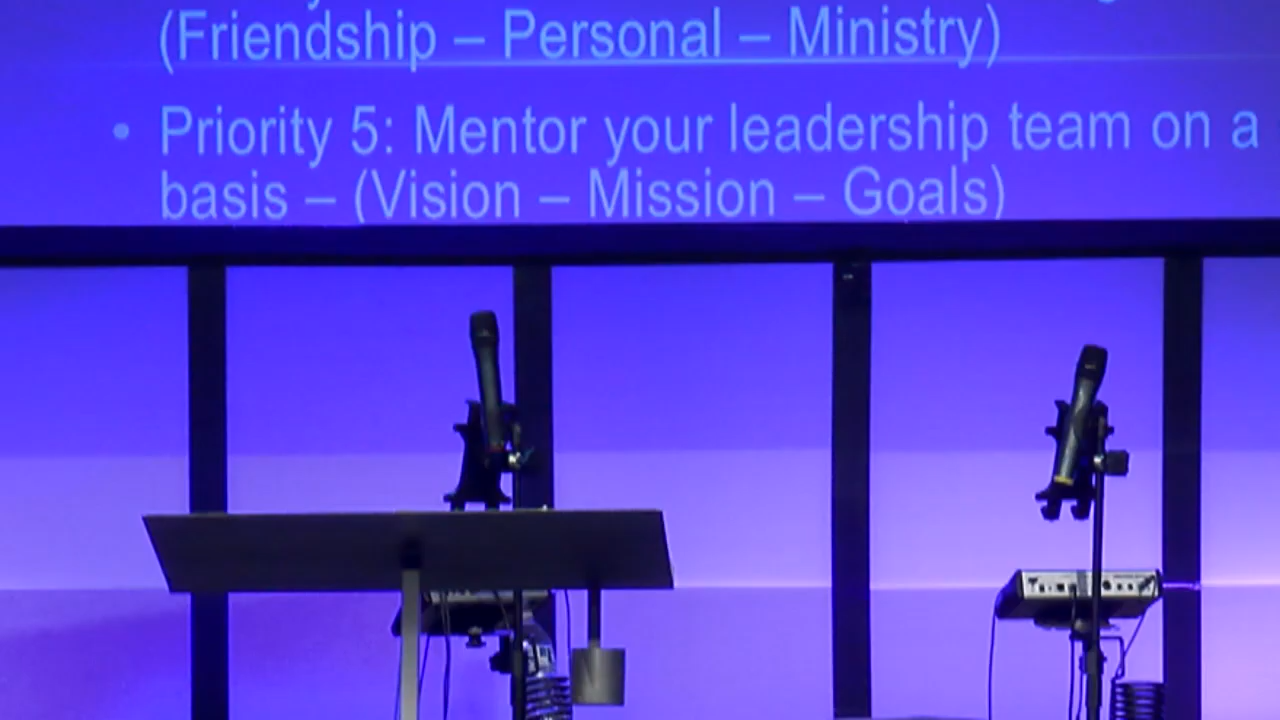 (Friendship – Personal – Ministry)
• Priority 5: Mentor your leadership team on a
basis – (Vision – Mission – Goals)